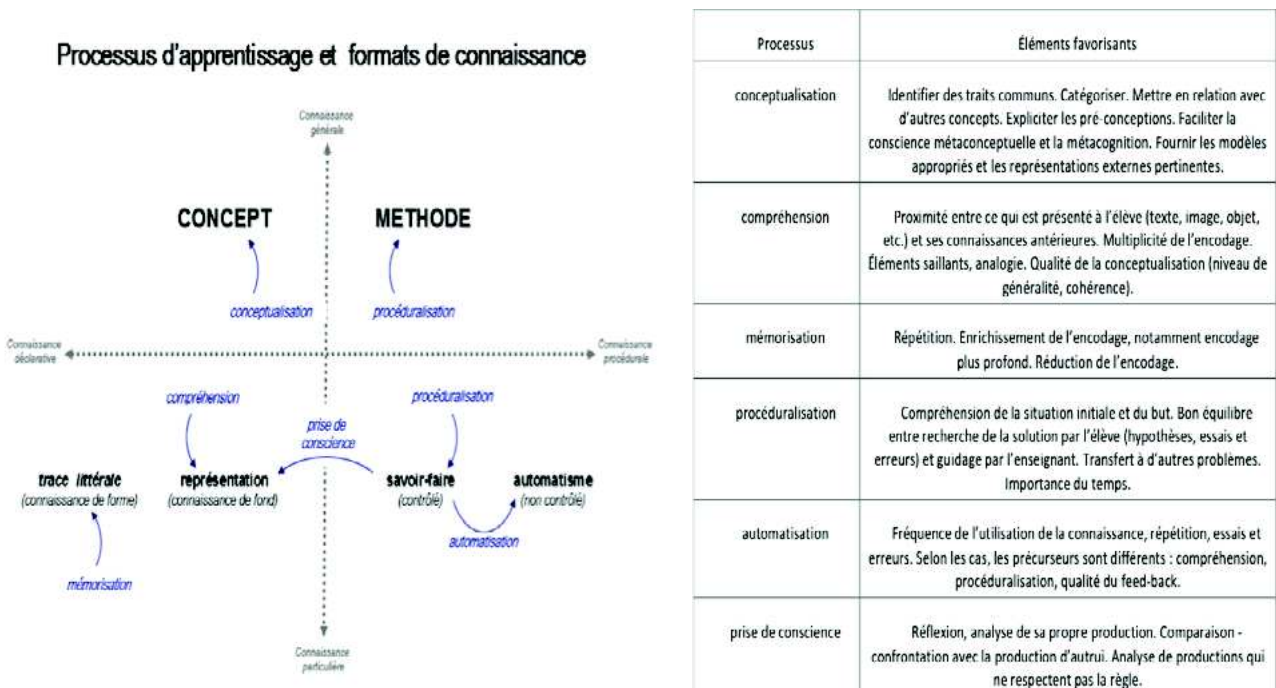 Processus d'apprentissage et formats de connaissance
Connaissance
générale
CONCEPT
METHODE
conceptualisation
procéduralisation
Connaissance
déclarative
Connaissance
procédurale
compréhension
procéduralisation
prise de
conscience
trace littérale
(connaissance de forme)
représentation
(connaissance de fond)
savoir-faire
(contrôlé)
automatisme
(non contrôlé)
automatisation
mémorisation
Connaissance
particulière
Processus
Éléments favorisants
conceptualisation
Identifier des traits communs. Catégoriser. Mettre en relation avec
d'autres concepts. Expliciter les pré-conceptions. Faciliter la
conscience métaconceptuelle et la métacognition. Fournir les modèles
appropriés et les représentations externes pertinentes.
compréhension
Proximité entre ce qui est présenté à l'élève (texte, image, objet,
etc.) et ses connaissances antérieures. Multiplicité de l'encodage.
Éléments saillants, analogie. Qualité de la conceptualisation (niveau de
généralité, cohérence).
mémorisation
Répétition. Enrichissement de l'encodage, notamment encodage
plus profond. Réduction de l'encodage.
procéduralisation
Compréhension de la situation initiale et du but. Bon équilibre
entre recherche de la solution par l'élève (hypothèses, essais et
erreurs) et guidage par l'enseignant. Transfert à d'autres problèmes.
Importance du temps.
automatisation
Fréquence de l'utilisation de la connaissance, répétition, essais et
erreurs. Selon les cas, les précurseurs sont différents : compréhension,
procéduralisation, qualité du feed-back.
prise de conscience
Réflexion, analyse de sa propre production. Comparaison -
confrontation avec la production d'autrui. Analyse de productions qui
ne respectent pas la règle.